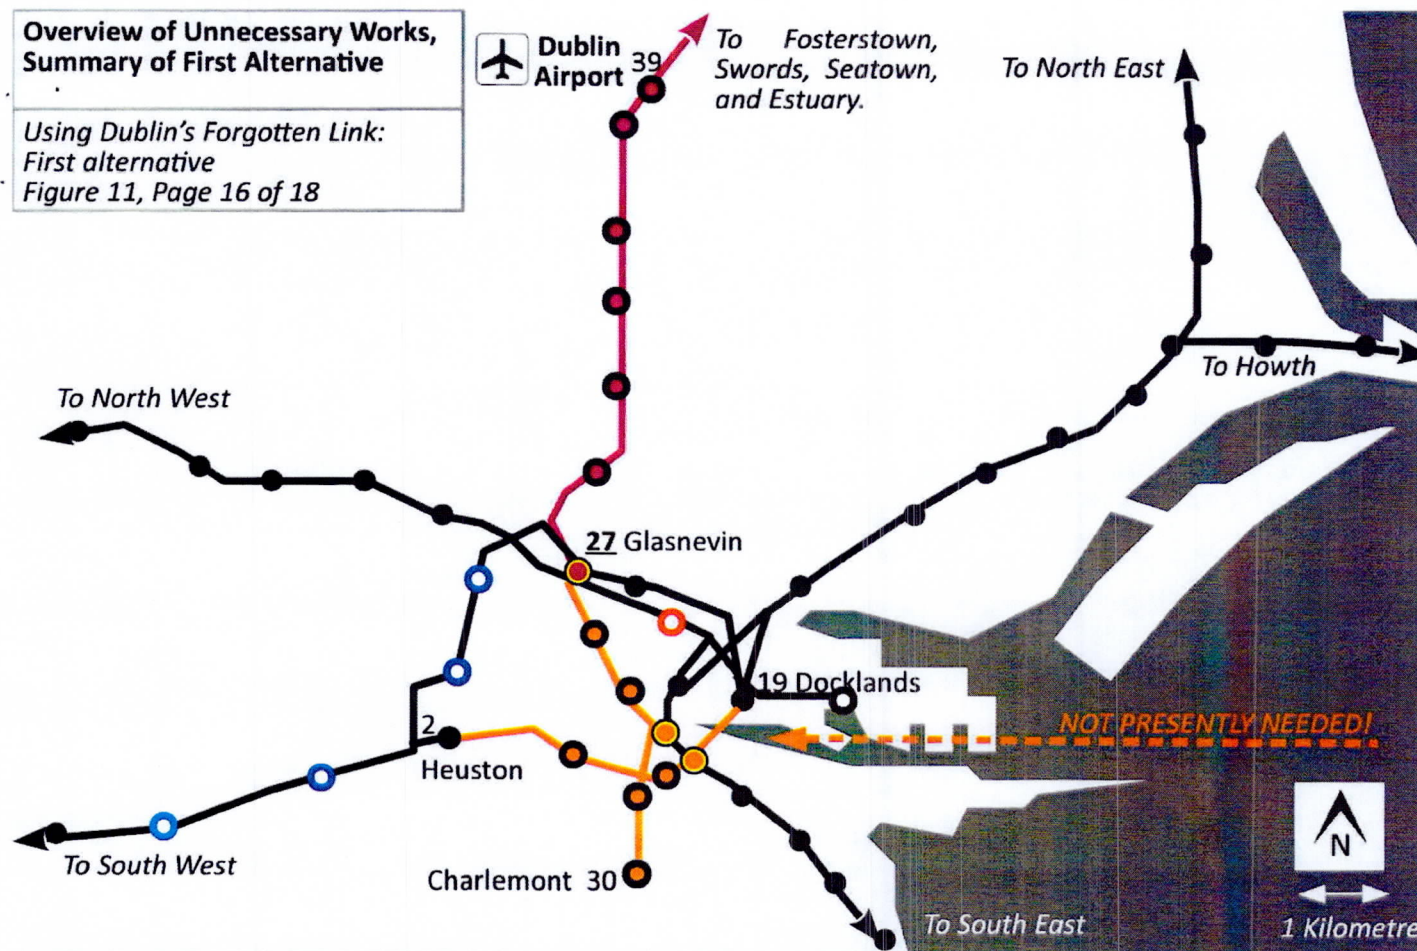 Overview of Unnecessary Works,
Summary of First Alternative
Using Dublin's Forgotten Link:
First alternative
Figure 11, Page 16 of 18
Dublin
Airport 39
To Fosterstown,
Swords, Seatown,
and Estuary.
To North East
To Howth
To North West
27 Glasnevin
19 Docklands
NOT PRESENTLY NEEDED!
2
Heuston
To South West
Charlemont 30
To South East
N
1 Kilometre